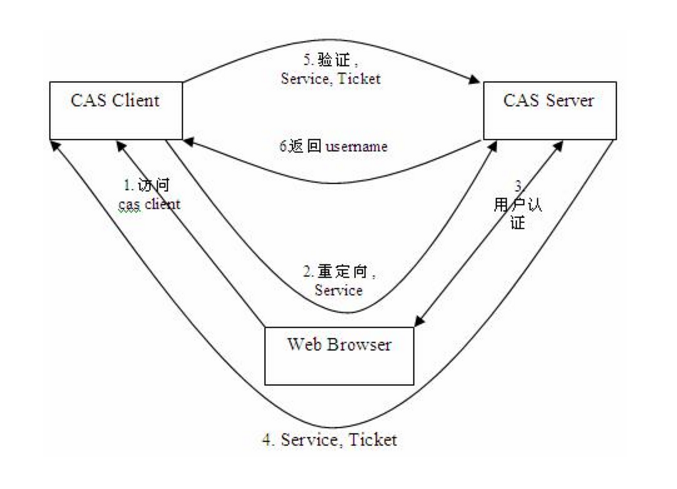 5. 验证,
Service, Ticket
CAS Client
CAS Server
6返回 username
1. 访问
cas client
3.
用户认
证
2. 重定向,
Service
Web Browser
4. Service, Ticket